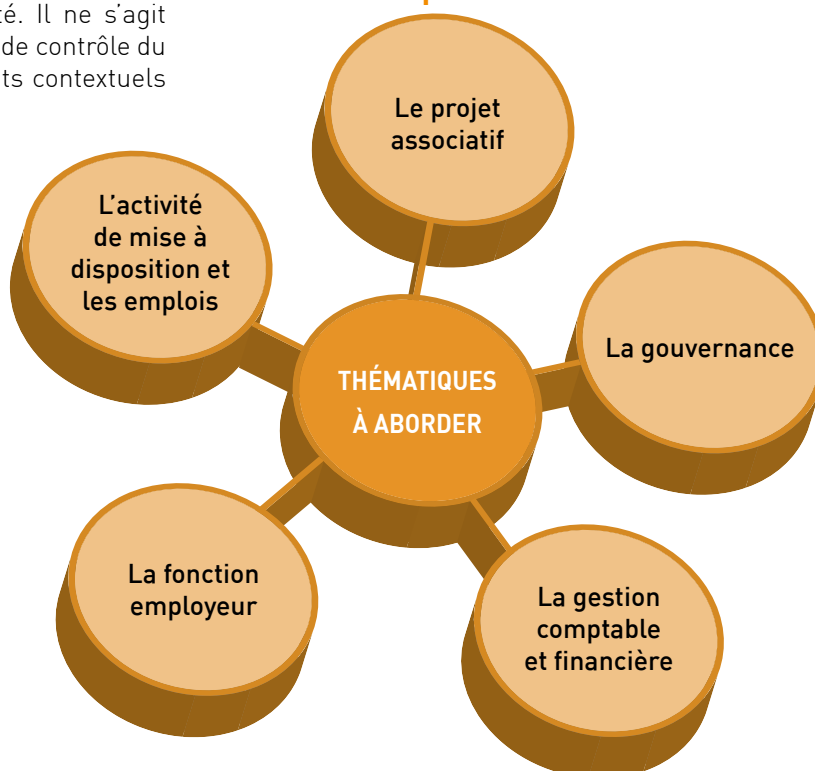 té. Il ne s'agit
de contrôle du
ts contextuels
Le projet
associatif
L'activité
de mise à
disposition et
les emplois
La gouvernance
THÉMATIQUES
À ABORDER
La fonction
employeur
La gestion
comptable
et financière